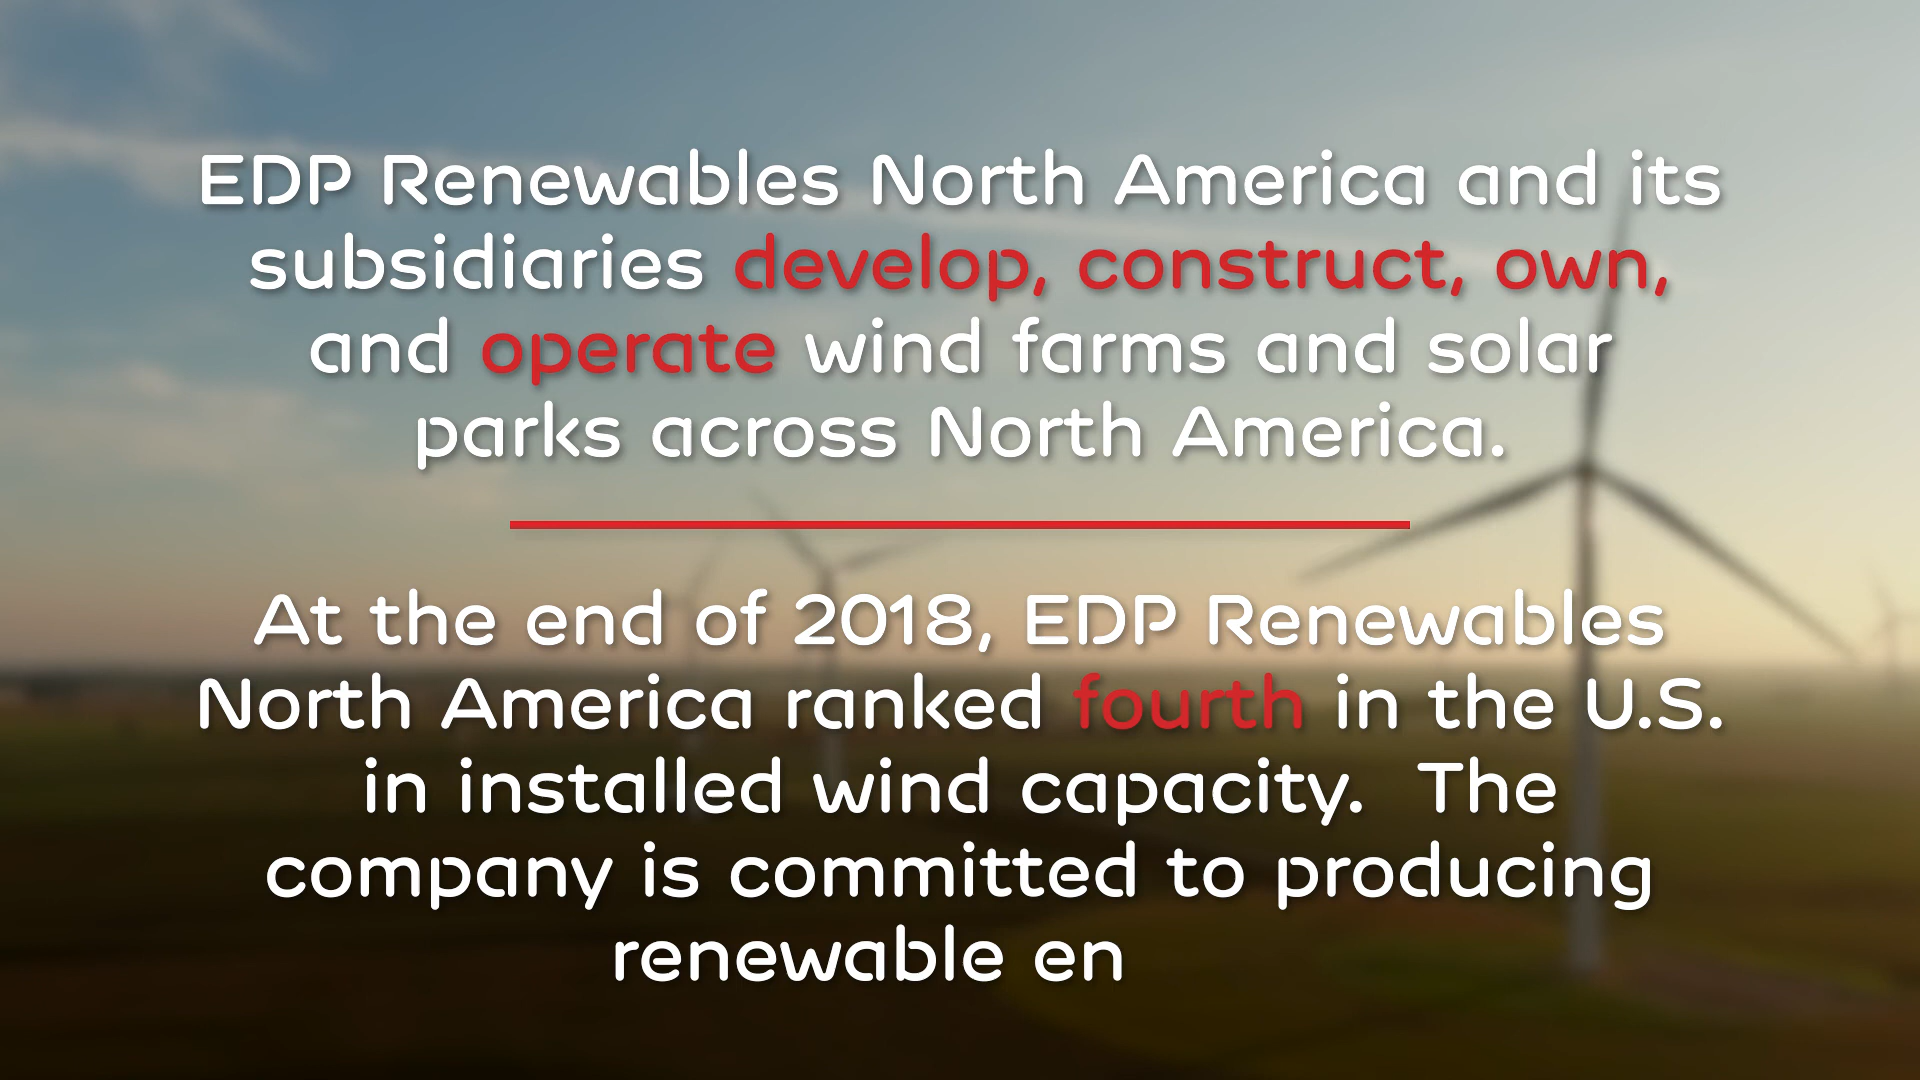 EDP Renewables North America and its
subsidiaries develop, construct, own,
and operate wind farms and solar
parks across North America.
At the end of 2018, EDP Renewables
North America ranked fourth in the U.S.
in installed wind capacity.  The
company is committed to producing
renewable en